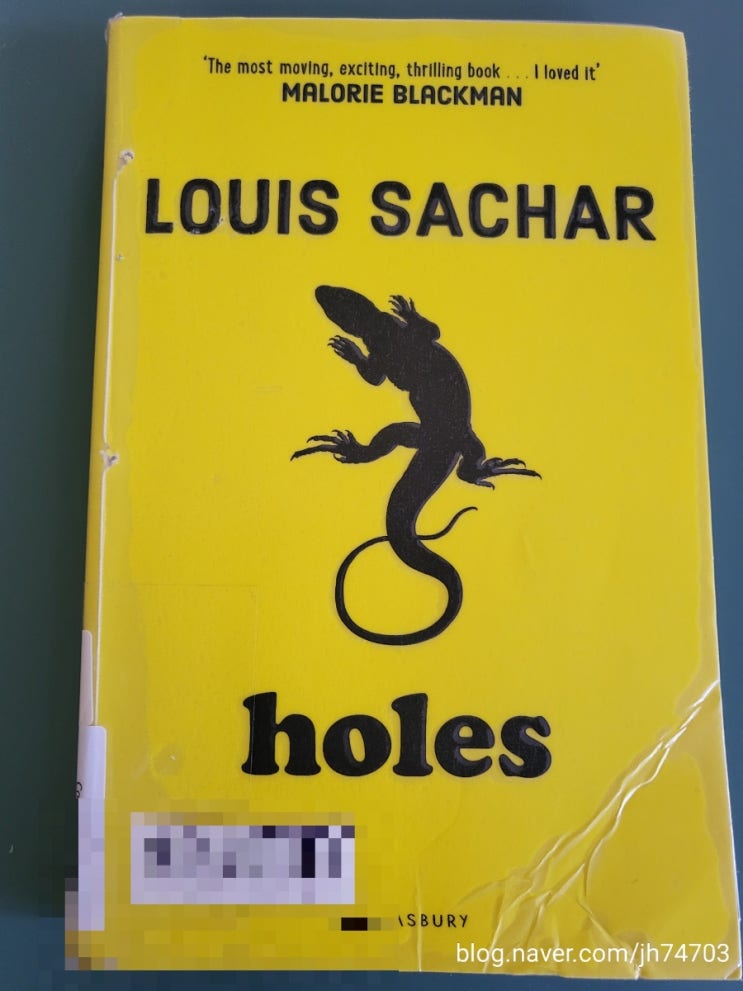 ‘The most moving, exciting, thrilling book . . . I loved it’
MALORIE BLACKMAN
LOUIS SACHAR
holes
blog.naver.com/jh74703